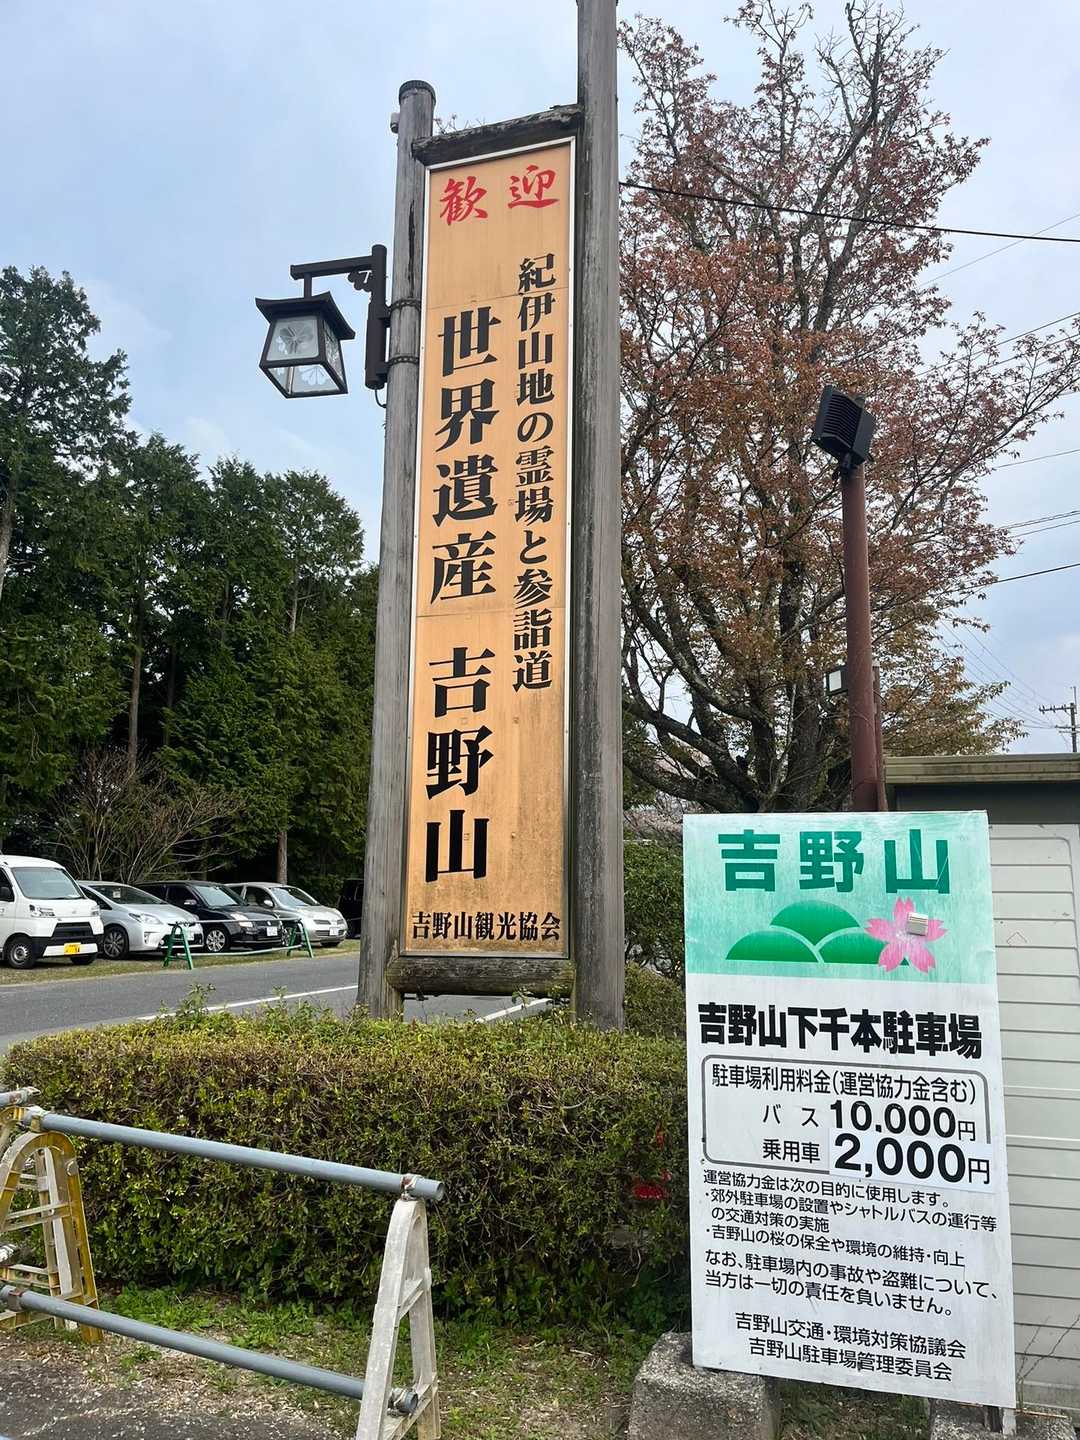 歓迎
紀伊山地の霊場と参詣道
世界遺産 吉野山
吉野山観光協会
吉野山
吉野山下千本駐車場
駐車場利用料金(運営協力金含む)
バス 10,000円
乗用車 2,000円
運営協力金は次の目的に使用します。
・郊外駐車場の設置やシャトルバスの運行等
の交通対策の実施
・吉野山の桜の保全や環境の維持・向上
なお、駐車場内の事故や盗難について、
当方は一切の責任を負いません。
吉野山交通・環境対策協議会
吉野山駐車場管理委員会